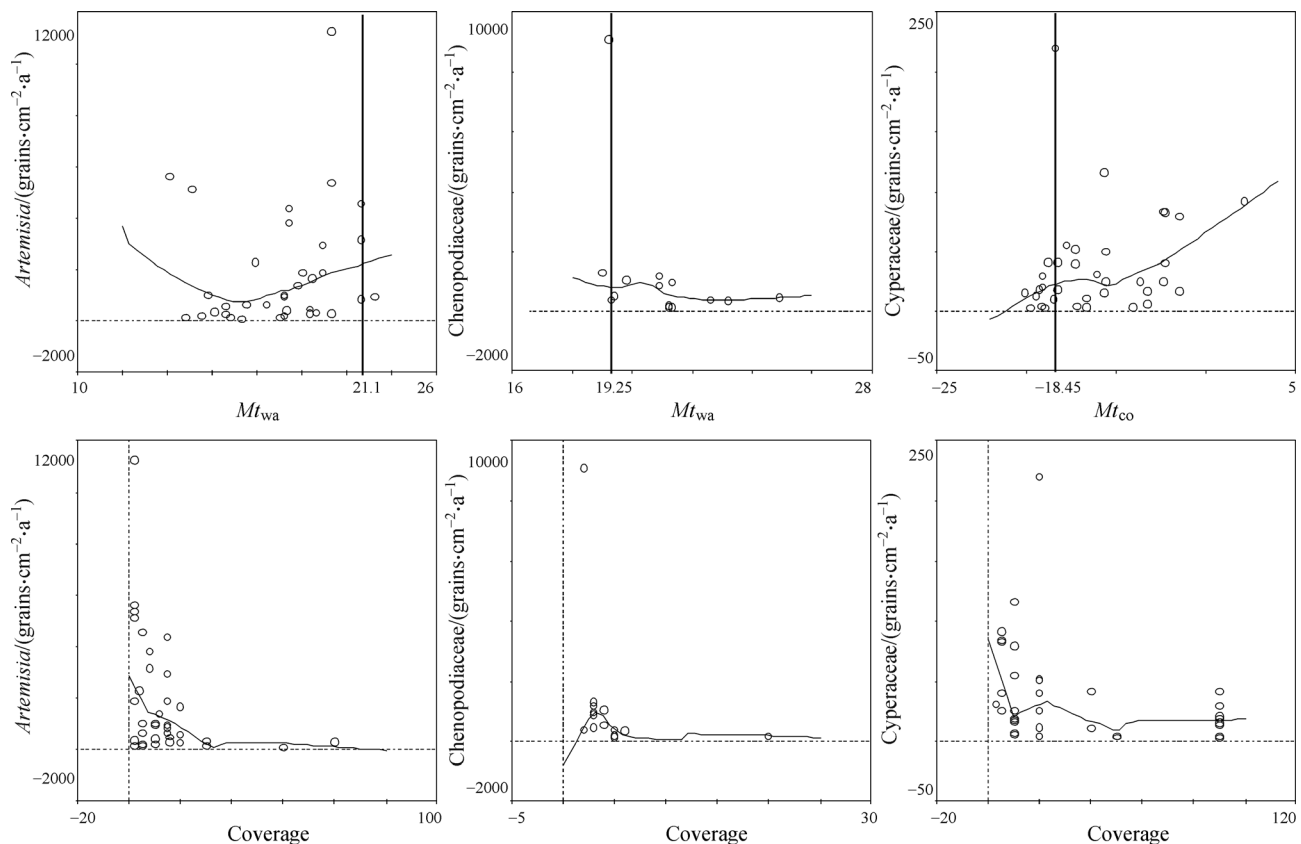 12000
Artemisia/(grains·cm⁻²·a⁻¹)
−2000
10
21.1
26
Mt_wa
10000
Chenopodiaceae/(grains·cm⁻²·a⁻¹)
−2000
16
19.25
28
Mt_wa
250
Cyperaceae/(grains·cm⁻²·a⁻¹)
−50
−25
−18.45
5
Mt_co
12000
Artemisia/(grains·cm⁻²·a⁻¹)
−2000
−20
100
Coverage
10000
Chenopodiaceae/(grains·cm⁻²·a⁻¹)
−2000
-5
30
Coverage
250
Cyperaceae/(grains·cm⁻²·a⁻¹)
−50
−20
120
Coverage